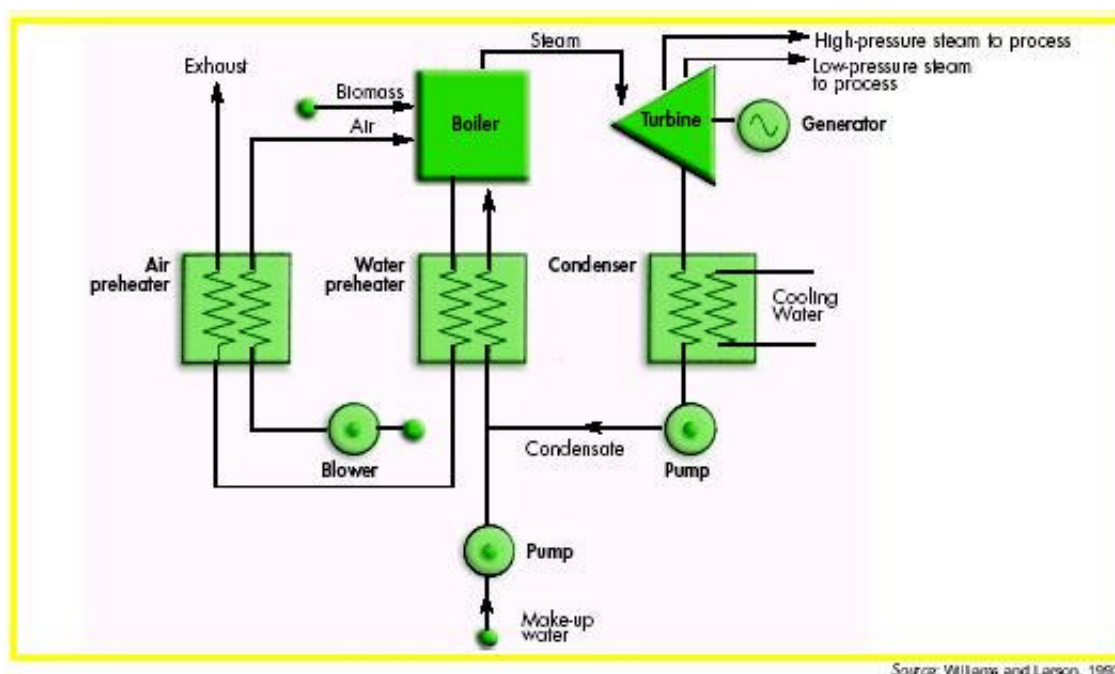 Steam
High-pressure steam to process
Low-pressure steam
to process
Exhaust
Biomass
Air
Boiler
Turbine
Generator
Air
preheater
Water
preheater
Condenser
Cooling
Water
Blower
Condensate
Pump
Pump
Make-up
water
Source: Williams and Larson,